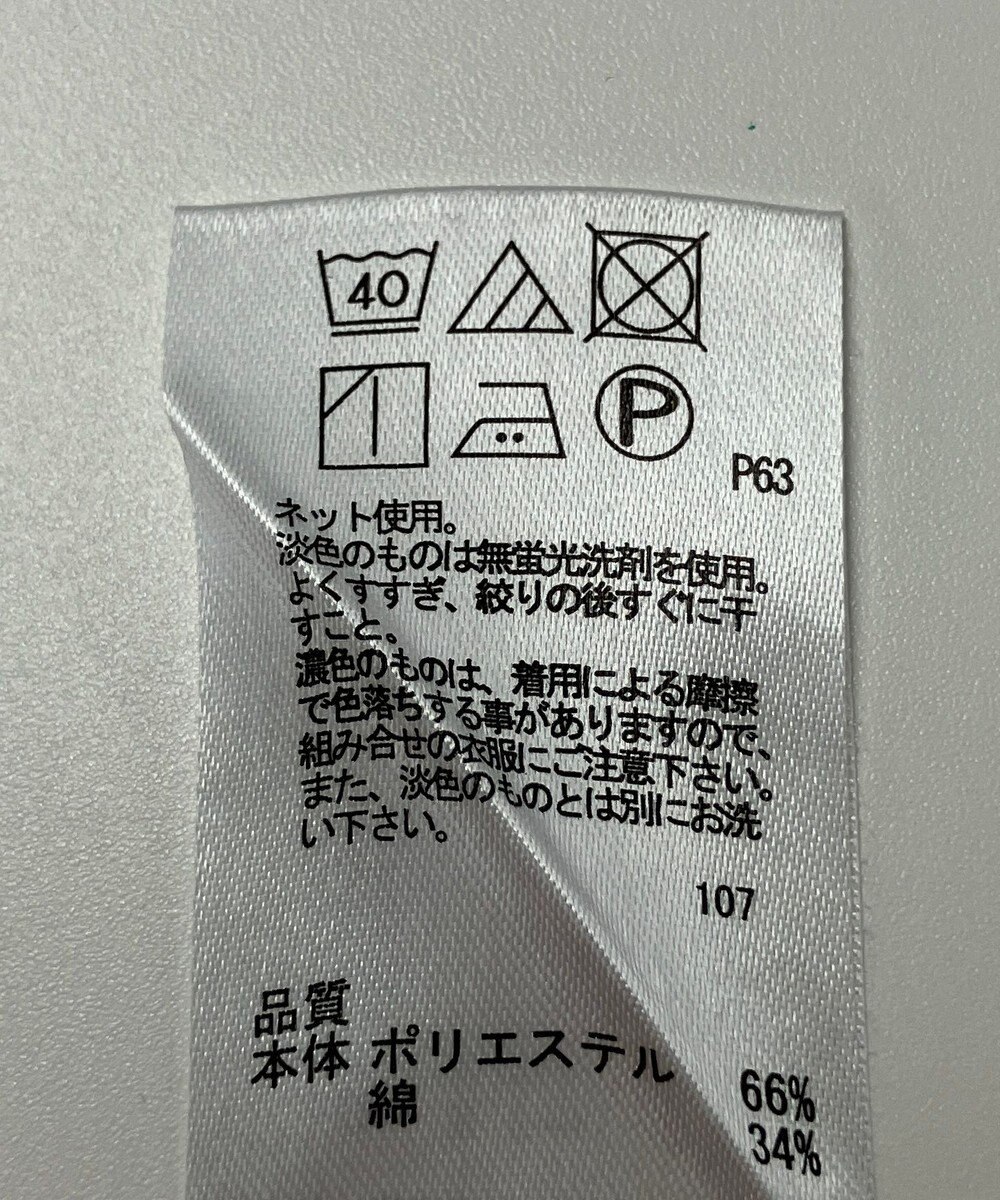 40
P
P63
ネット使用。
淡色のものは無蛍光洗剤を使用。
よくすすぎ、絞りの後すぐに干
すこと。
濃色のものは、着用による摩擦
で色落ちする事がありますので、
組み合せの衣服にご注意下さい。
また、淡色のものとは別にお洗
い下さい。
107
品質
本体 ポリエステル 66%
綿 34%